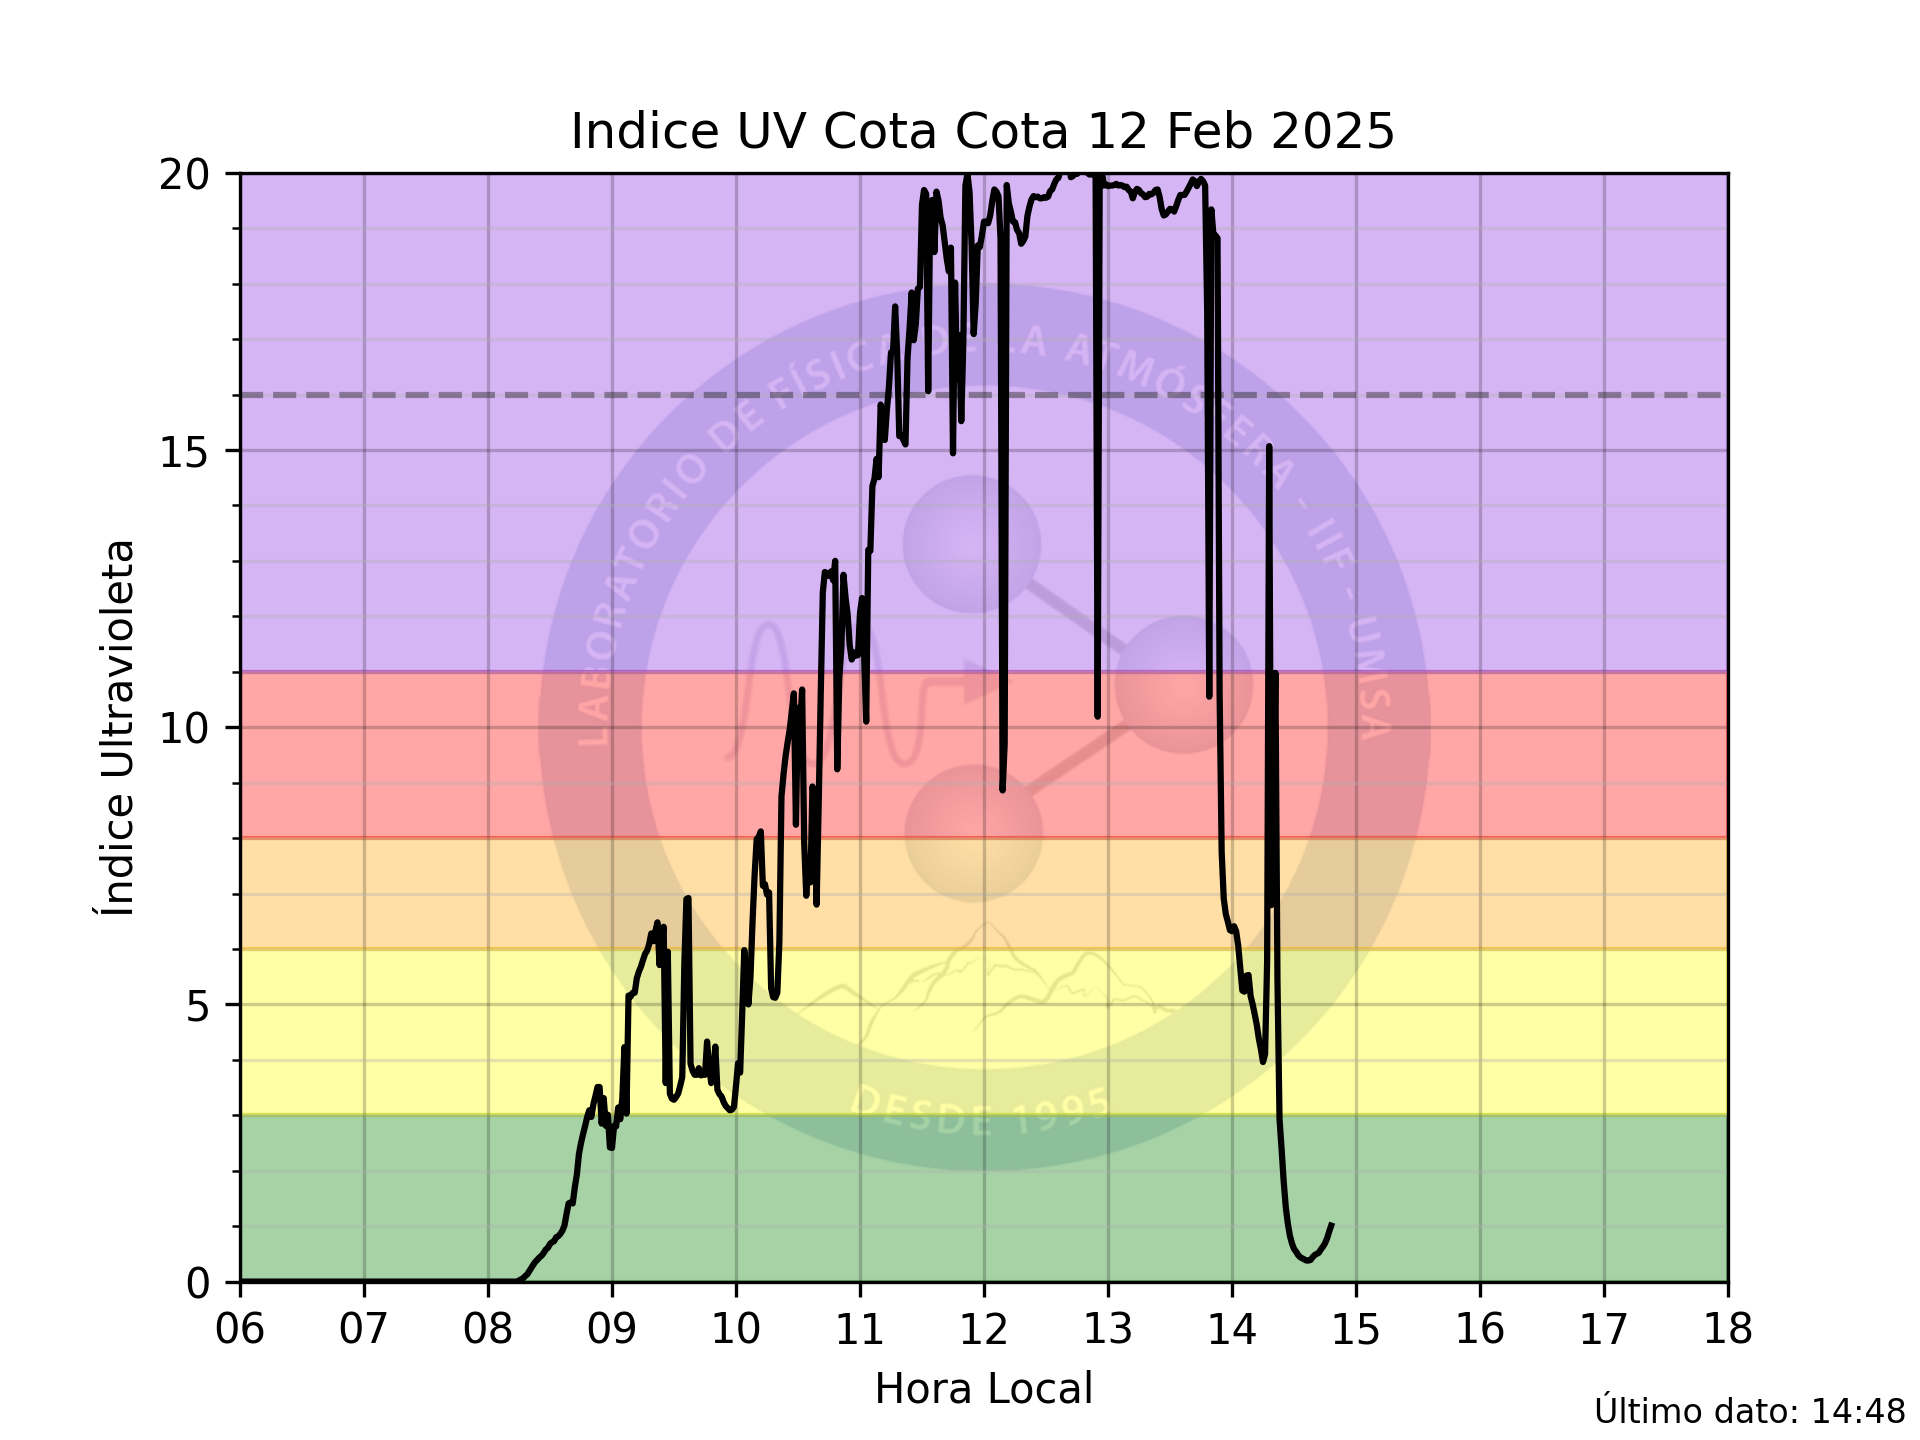 Indice UV Cota Cota 12 Feb 2025
20
15
10
5
0
Índice Ultravioleta
LABORATORIO DE FÍSICA DE LA ATMÓSFERA - IIF - UMSA
DESDE 1995
06 07 08 09 10 11 12 13 14 15 16 17 18
Hora Local
Último dato: 14:48